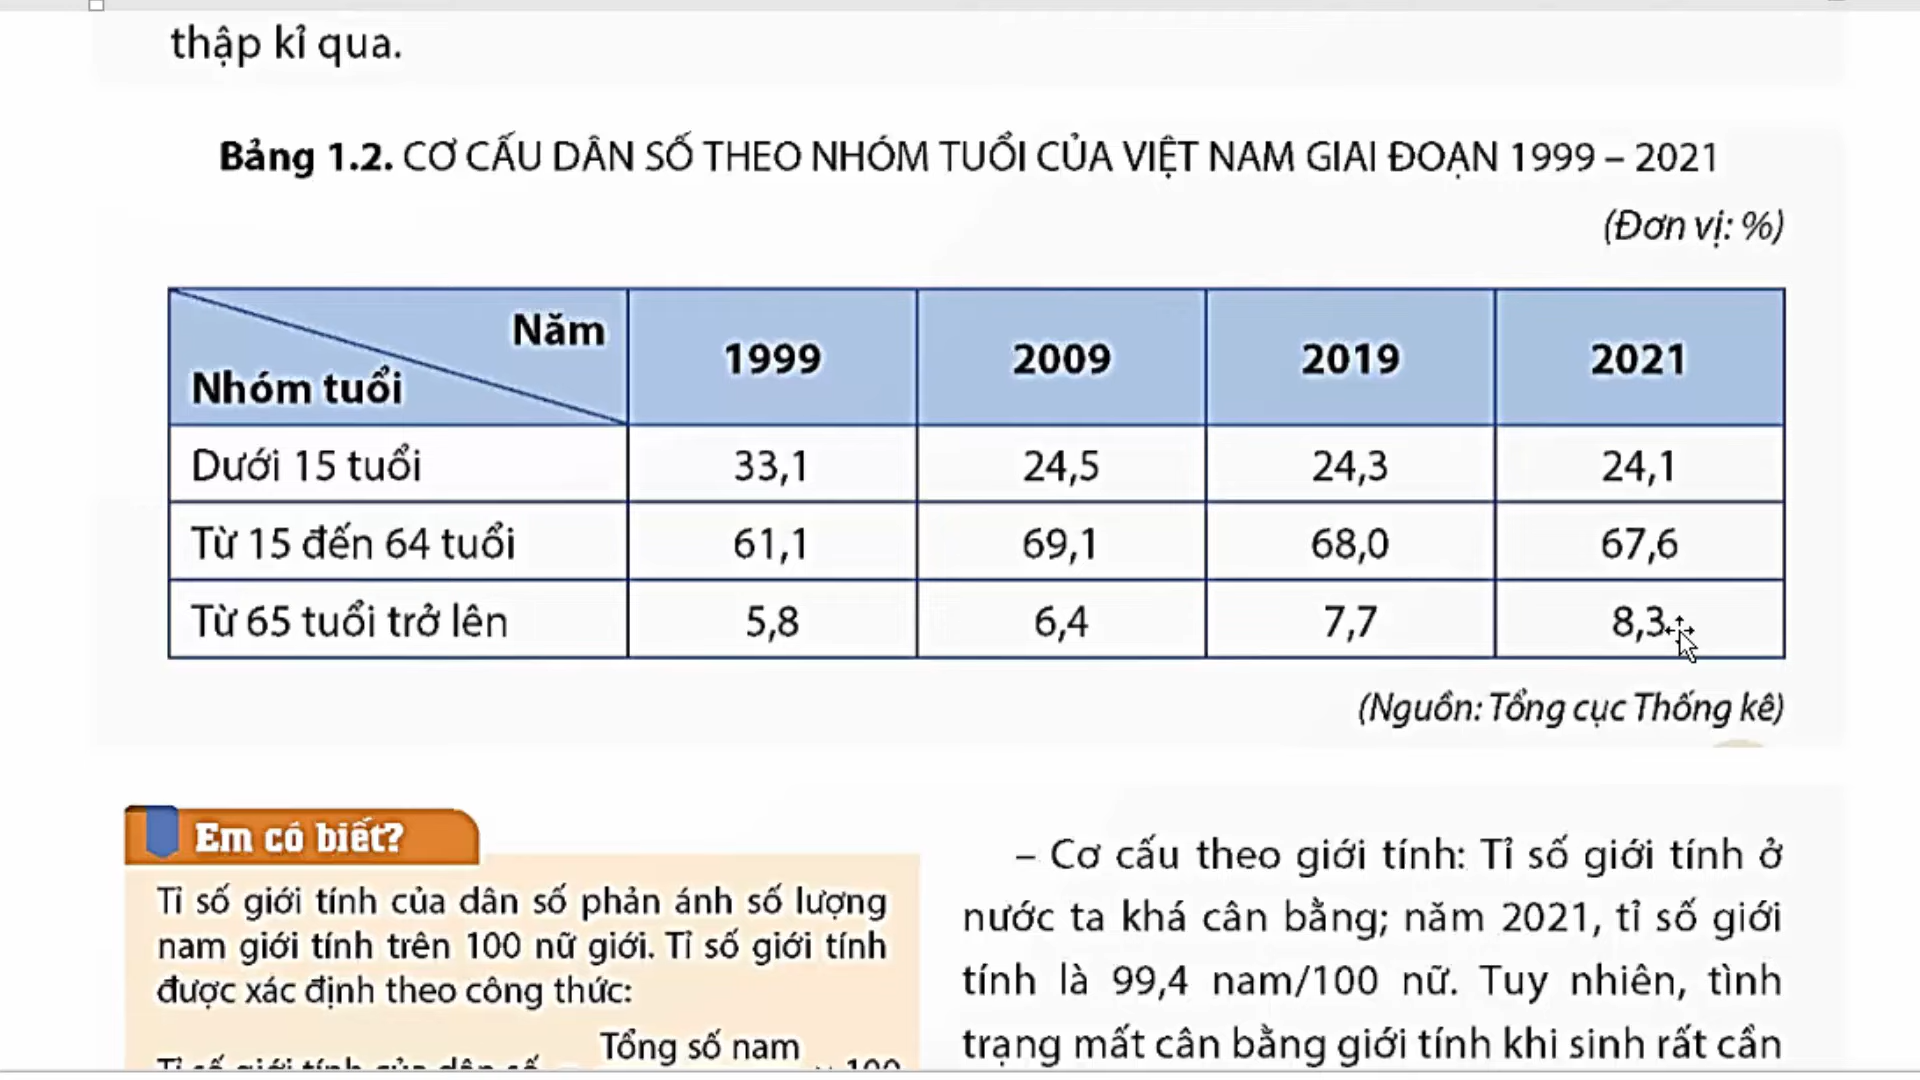 thập kỉ qua.
Bảng 1.2. CƠ CẤU DÂN SỐ THEO NHÓM TUỔI CỦA VIỆT NAM GIAI ĐOẠN 1999 – 2021
(Đơn vị: %)
Năm
Nhóm tuổi 1999 2009 2019 2021
Dưới 15 tuổi 33,1 24,5 24,3 24,1
Từ 15 đến 64 tuổi 61,1 69,1 68,0 67,6
Từ 65 tuổi trở lên 5,8 6,4 7,7 8,3
(Nguồn: Tổng cục Thống kê)
Em có biết?
Tỉ số giới tính của dân số phản ánh số lượng
nam giới tính trên 100 nữ giới. Tỉ số giới tính
được xác định theo công thức:
Tổng số nam
Tỉ số giới tính của dân số
– Cơ cấu theo giới tính: Tỉ số giới tính ở
nước ta khá cân bằng; năm 2021, tỉ số giới
tính là 99,4 nam/100 nữ. Tuy nhiên, tình
trạng mất cân bằng giới tính khi sinh rất cần